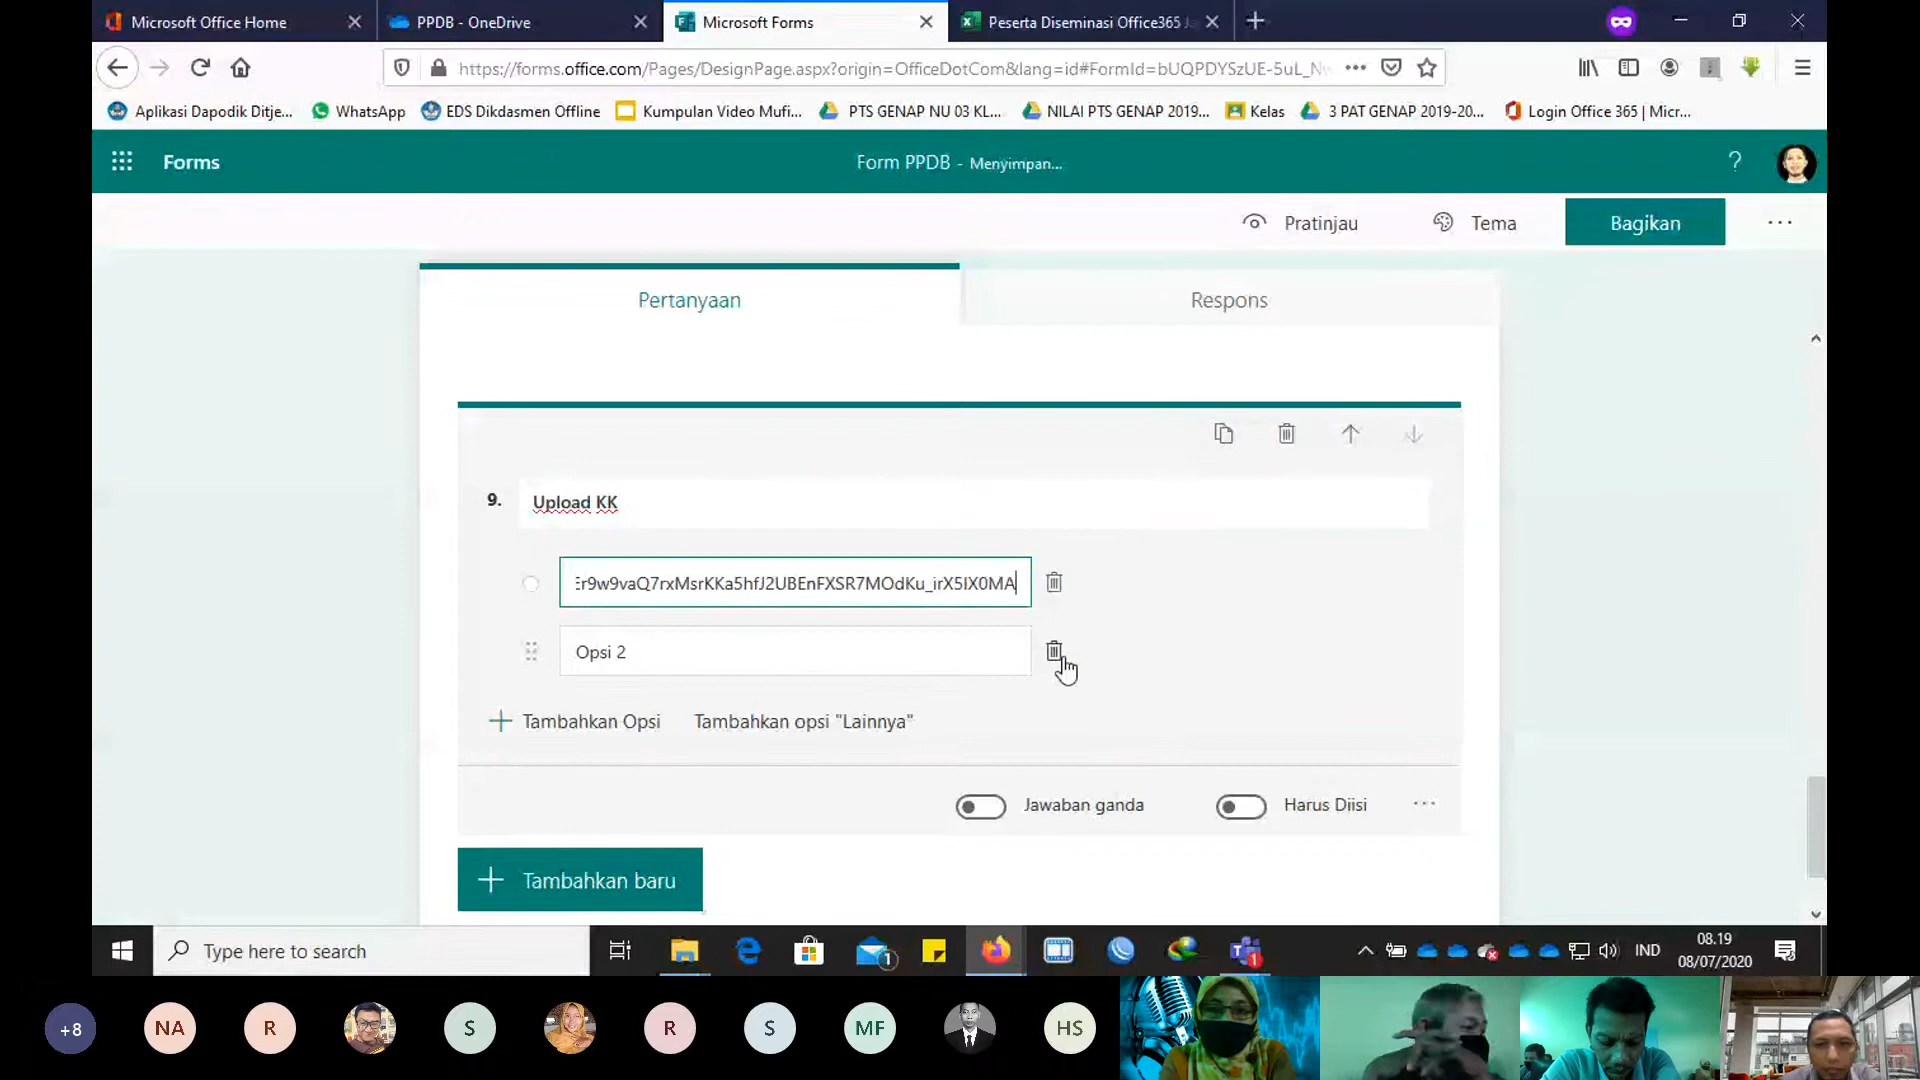 Microsoft Office Home
PPDB - OneDrive
Microsoft Forms
Peserta Diseminasi Office365 Ja
https://forms.office.com/Pages/DesignPage.aspx?origin=OfficeDotCom&lang=id#FormId=bUQPDYSzUE-5uL_Nw
Aplikasi Dapodik Ditje...
WhatsApp
EDS Dikdasmen Offline
Kumpulan Video Mufi...
PTS GENAP NU 03 KL...
NILAI PTS GENAP 2019...
Kelas
3 PAT GENAP 2019-20...
Login Office 365 | Micr...
Forms
Form PPDB - Menyimpan...
?
Pratinjau
Tema
Bagikan
Pertanyaan
Respons
9. Upload KK
Er9w9vaQ7rxMsrKKa5hfJ2UBEnFXSR7MOdKu_irX5IX0MA
Opsi 2
Tambahkan Opsi
Tambahkan opsi "Lainnya"
Jawaban ganda
Harus Diisi
Tambahkan baru
Type here to search
1
1
IND
08.19
08/07/2020
+8
NA
R
S
R
S
MF
HS